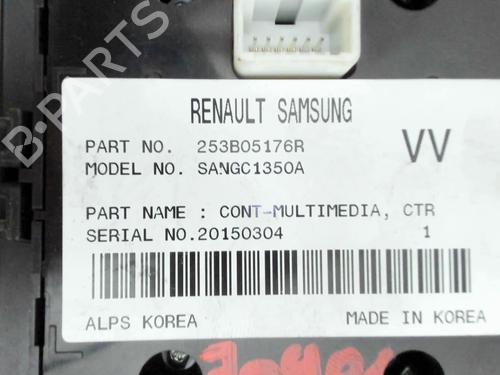 RENAULT SAMSUNG
PART NO. 253B05176R VV
MODEL NO. SANGC1350A
PART NAME : CONT-MULTIMEDIA, CTR
SERIAL NO.20150304 1
ALPS KOREA MADE IN KOREA